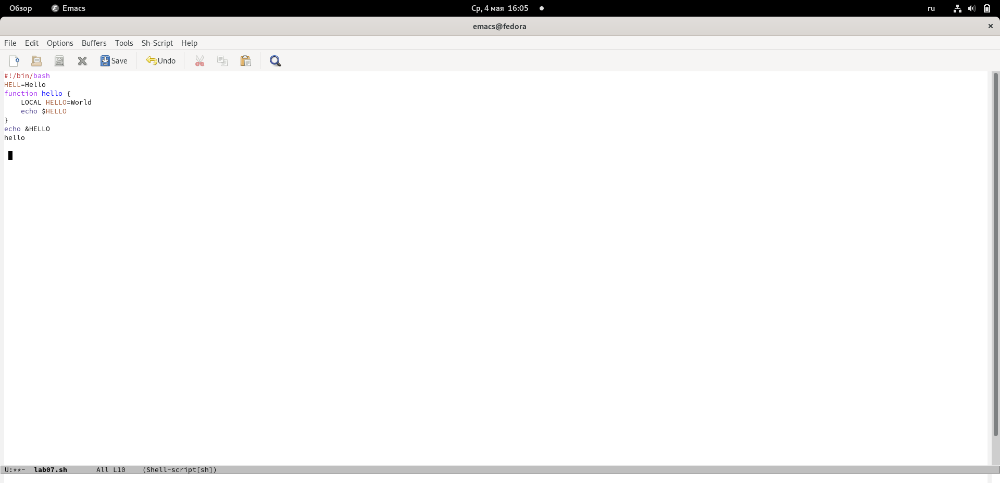 Обзор Emacs Ср, 4 мая 16:05 ru
emacs@fedora
File Edit Options Buffers Tools Sh-Script Help
Save Undo
#!/bin/bash
HELL=Hello
function hello {
    LOCAL HELLO=World
    echo $HELLO
}
echo &HELLO
hello
U:**- lab07.sh All L10 (Shell-script[sh])